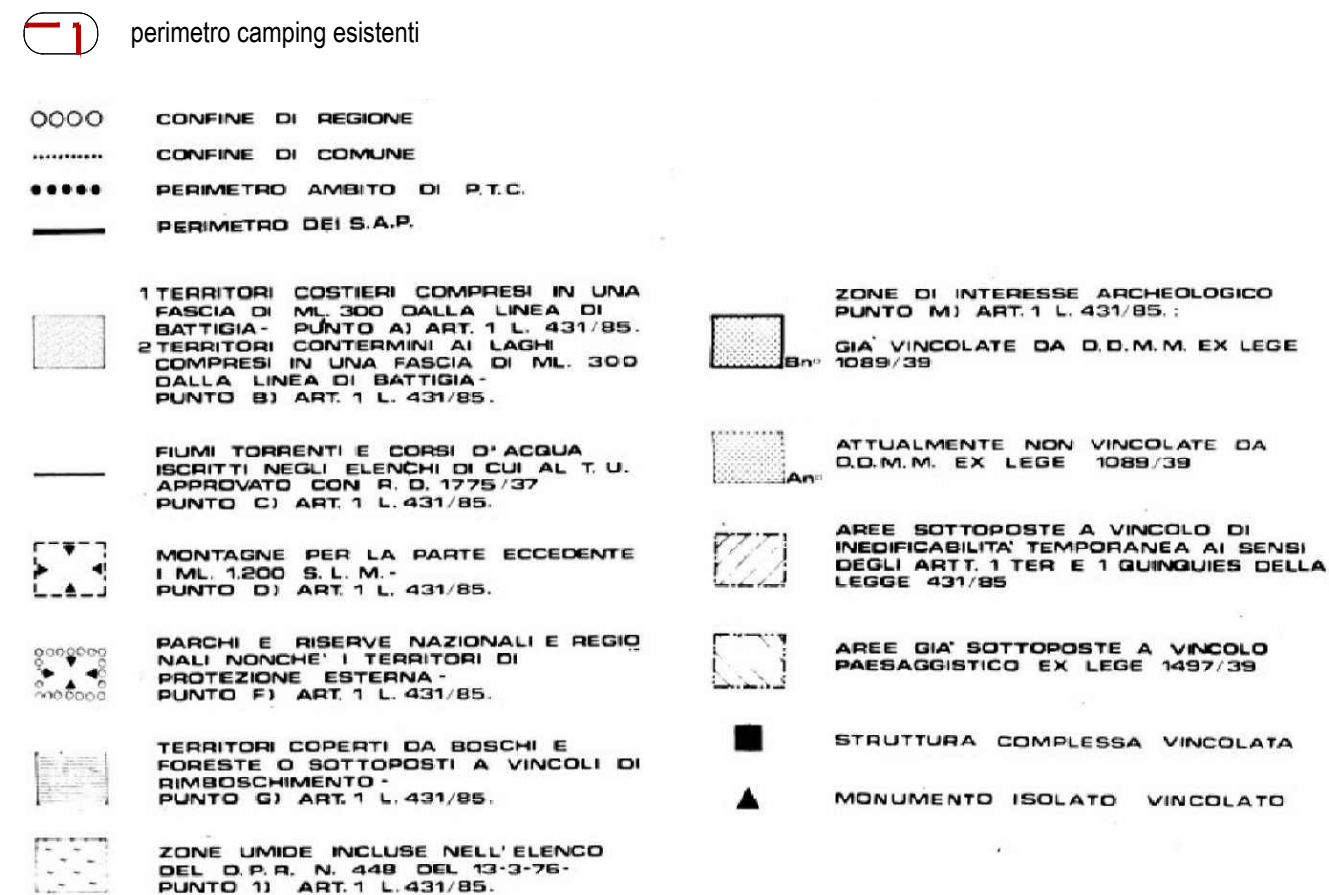 1 perimetro camping esistenti
CONFINE DI REGIONE
CONFINE DI COMUNE
PERIMETRO AMBITO DI P.T.C.
PERIMETRO DEI S.A.P.
1 TERRITORI COSTIERI COMPRESI IN UNA
FASCIA DI ML. 300 DALLA LINEA DI
BATTIGIA- PUNTO A) ART. 1 L. 431/85.
2 TERRITORI CONTERMINI AI LAGHI
COMPRESI IN UNA FASCIA DI ML. 300
DALLA LINEA DI BATTIGIA-
PUNTO B) ART. 1 L. 431/85.
FIUMI TORRENTI E CORSI D'ACQUA
ISCRITTI NEGLI ELENCHI DI CUI AL T. U.
APPROVATO CON R. D. 1775/37
PUNTO C) ART. 1 L. 431/85.
MONTAGNE PER LA PARTE ECCEDENTE
I ML. 1.200 S. L. M.-
PUNTO D) ART. 1 L. 431/85.
PARCHI E RISERVE NAZIONALI E REGIO
NALI NONCHE' I TERRITORI DI
PROTEZIONE ESTERNA-
PUNTO F) ART. 1 L. 431/85.
TERRITORI COPERTI DA BOSCHI E
FORESTE O SOTTOPOSTI A VINCOLI DI
RIMBOSCHIMENTO -
PUNTO G) ART. 1 L. 431/85.
ZONE UMIDE INCLUSE NELL'ELENCO
DEL D.P.R. N. 448 DEL 13-3-76-
PUNTO 1) ART. 1 L. 431/85.
ZONE DI INTERESSE ARCHEOLOGICO
PUNTO M) ART. 1 L. 431/85. :
GIA' VINCOLATE DA D.D.M.M. EX LEGE
Bn° 1089/39
ATTUALMENTE NON VINCOLATE DA
D.D.M.M. EX LEGE 1089/39
An°
AREE SOTTOPOSTE A VINCOLO DI
INEDIFICABILITA' TEMPORANEA AI SENSI
DEGLI ARTT. 1 TER E 1 QUINQUIES DELLA
LEGGE 431/85
AREE GIA' SOTTOPOSTE A VINCOLO
PAESAGGISTICO EX LEGE 1497/39
STRUTTURA COMPLESSA VINCOLATA
MONUMENTO ISOLATO VINCOLATO